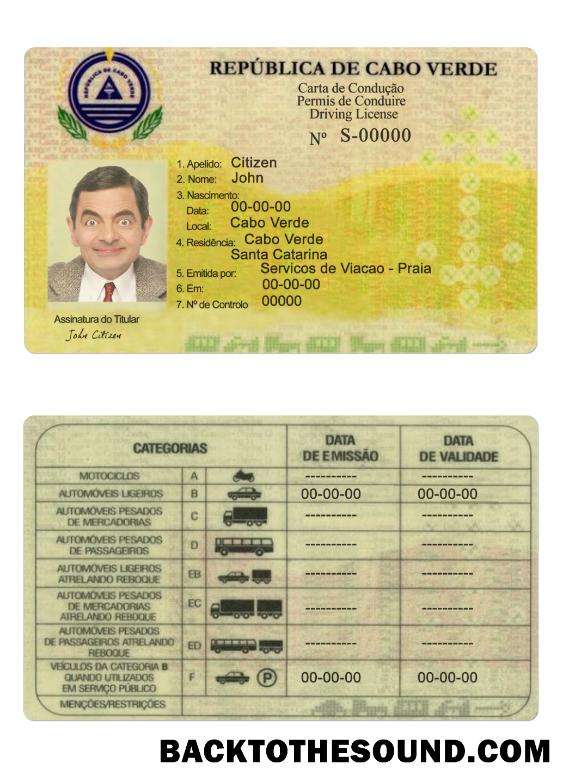 REPÚBLICA DE CABO VERDE
REPÚBLICA DE CABO VERDE
Carta de Condução
Permis de Conduire
Driving License
Nº S-00000
1. Apelido: Citizen
2. Nome: John
3. Nascimento:
Data: 00-00-00
Local: Cabo Verde
4. Residência: Cabo Verde
Santa Catarina
5. Emitida por: Servicos de Viacao - Praia
6. Em: 00-00-00
7. Nº de Controlo 00000
Assinatura do Titular
John Citizen
CATEGORIAS DATA DE EMISSÃO DATA DE VALIDADE
MOTOCICLOS A ---------- ----------
AUTOMÓVEIS LIGEIROS B 00-00-00 00-00-00
AUTOMÓVEIS PESADOS
DE MERCADORIAS C ---------- ----------
AUTOMÓVEIS PESADOS
DE PASSAGEIROS D ---------- ----------
AUTOMÓVEIS LIGEIROS
ATRELANDO REBOQUE EB ---------- ----------
AUTOMÓVEIS PESADOS
DE MERCADORIAS
ATRELANDO REBOQUE EC ---------- ----------
AUTOMÓVEIS PESADOS
DE PASSAGEIROS ATRELANDO
REBOQUE ED ---------- ----------
VEÍCULOS DA CATEGORIA B
QUANDO UTILIZADOS
EM SERVIÇO PÚBLICO F P 00-00-00 00-00-00
MENÇÕES/RESTRIÇÕES
BACKTOTHESOUND.COM